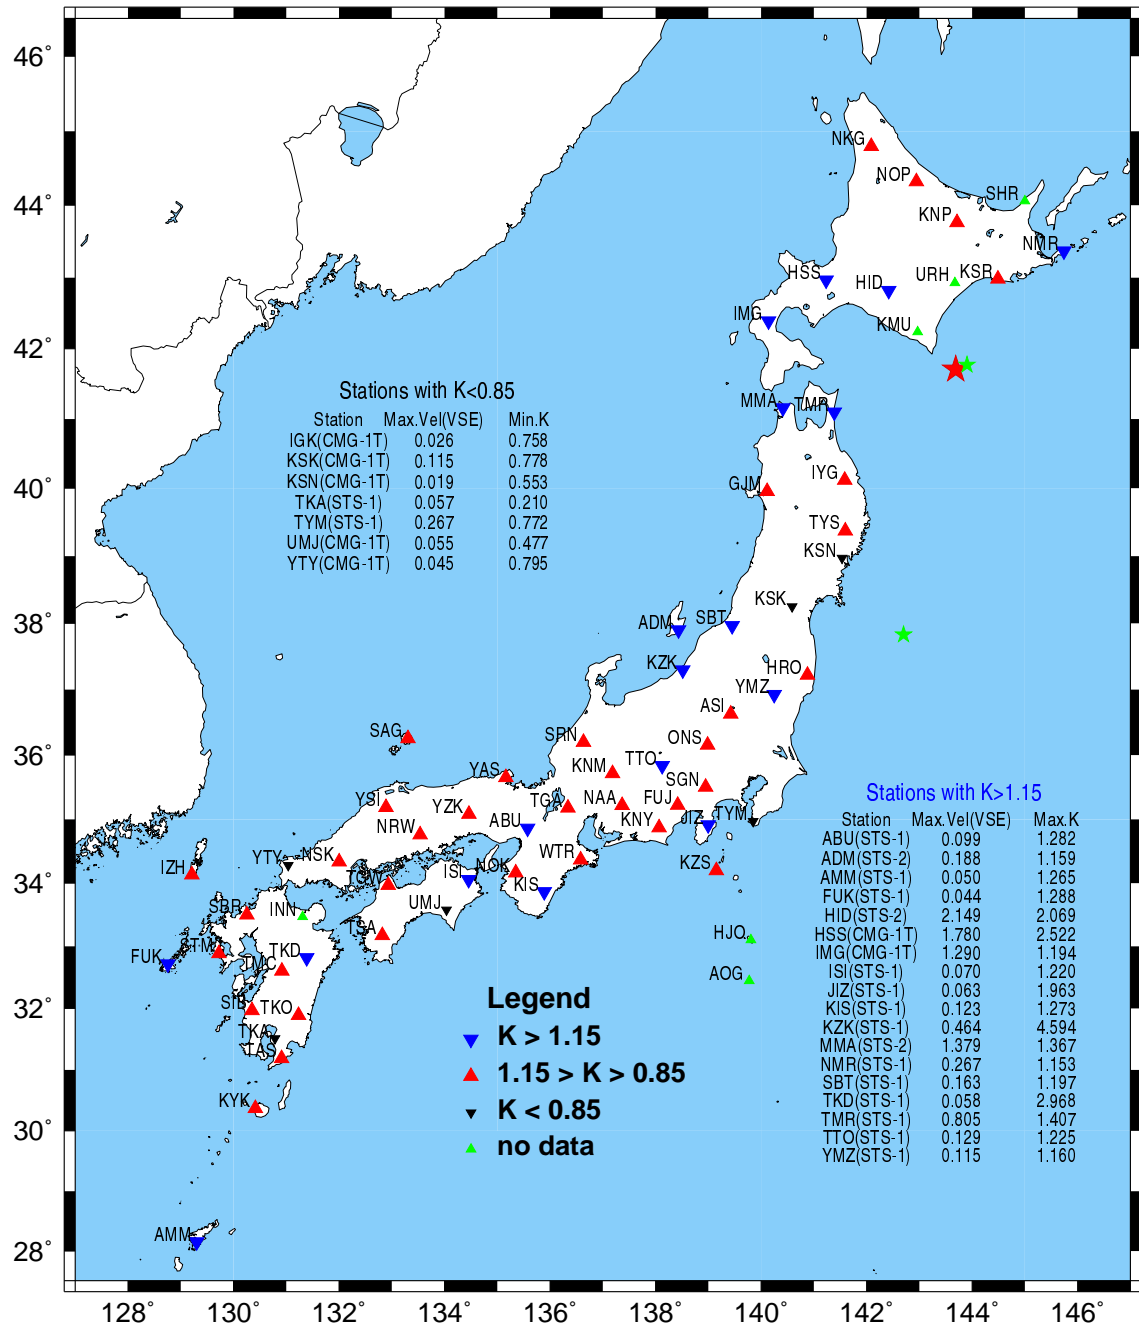 46°
44°
42°
40°
38°
36°
34°
32°
30°
28°
128° 130° 132° 134° 136° 138° 140° 142° 144° 146°
NKG
NOP
SHR
KNP
NMR
HSS
HID
URH
KSR
IMG
KMU
MMA
TMR
IYG
GJM
TYS
KSN
KSK
SBT
ADM
KZK
HRO
YMZ
ASI
SAG
SRN
ONS
TTO
KNM
YAS
SGN
YSI
YZK
TGA
NAA
FUJ
NRW
ABU
KNY
JIZ
TYM
YTY
NSK
WTR
IZH
TCW
ISI
NOK
KIS
KZS
SBR
INN
UMJ
TSA
HJO
STM
FUK
TKD
TMC
AOG
SIB
TKO
TKA
TAS
KYK
AMM
Stations with K<0.85
Station Max.Vel(VSE) Min.K
IGK(CMG-1T) 0.026 0.758
KSK(CMG-1T) 0.115 0.778
KSN(CMG-1T) 0.019 0.553
TKA(STS-1) 0.057 0.210
TYM(STS-1) 0.267 0.772
UMJ(CMG-1T) 0.055 0.477
YTY(CMG-1T) 0.045 0.795
Stations with K>1.15
Station Max.Vel(VSE) Max.K
ABU(STS-1) 0.099 1.282
ADM(STS-2) 0.188 1.159
AMM(STS-1) 0.050 1.265
FUK(STS-1) 0.044 1.288
HID(STS-2) 2.149 2.069
HSS(CMG-1T) 1.780 2.522
IMG(CMG-1T) 1.290 1.194
ISI(STS-1) 0.070 1.220
JIZ(STS-1) 0.063 1.963
KIS(STS-1) 0.123 1.273
KZK(STS-1) 0.464 4.594
MMA(STS-2) 1.379 1.367
NMR(STS-1) 0.267 1.153
SBT(STS-1) 0.163 1.197
TKD(STS-1) 0.058 2.968
TMR(STS-1) 0.805 1.407
TTO(STS-1) 0.129 1.225
YMZ(STS-1) 0.115 1.160
Legend
K > 1.15
1.15 > K > 0.85
K < 0.85
no data